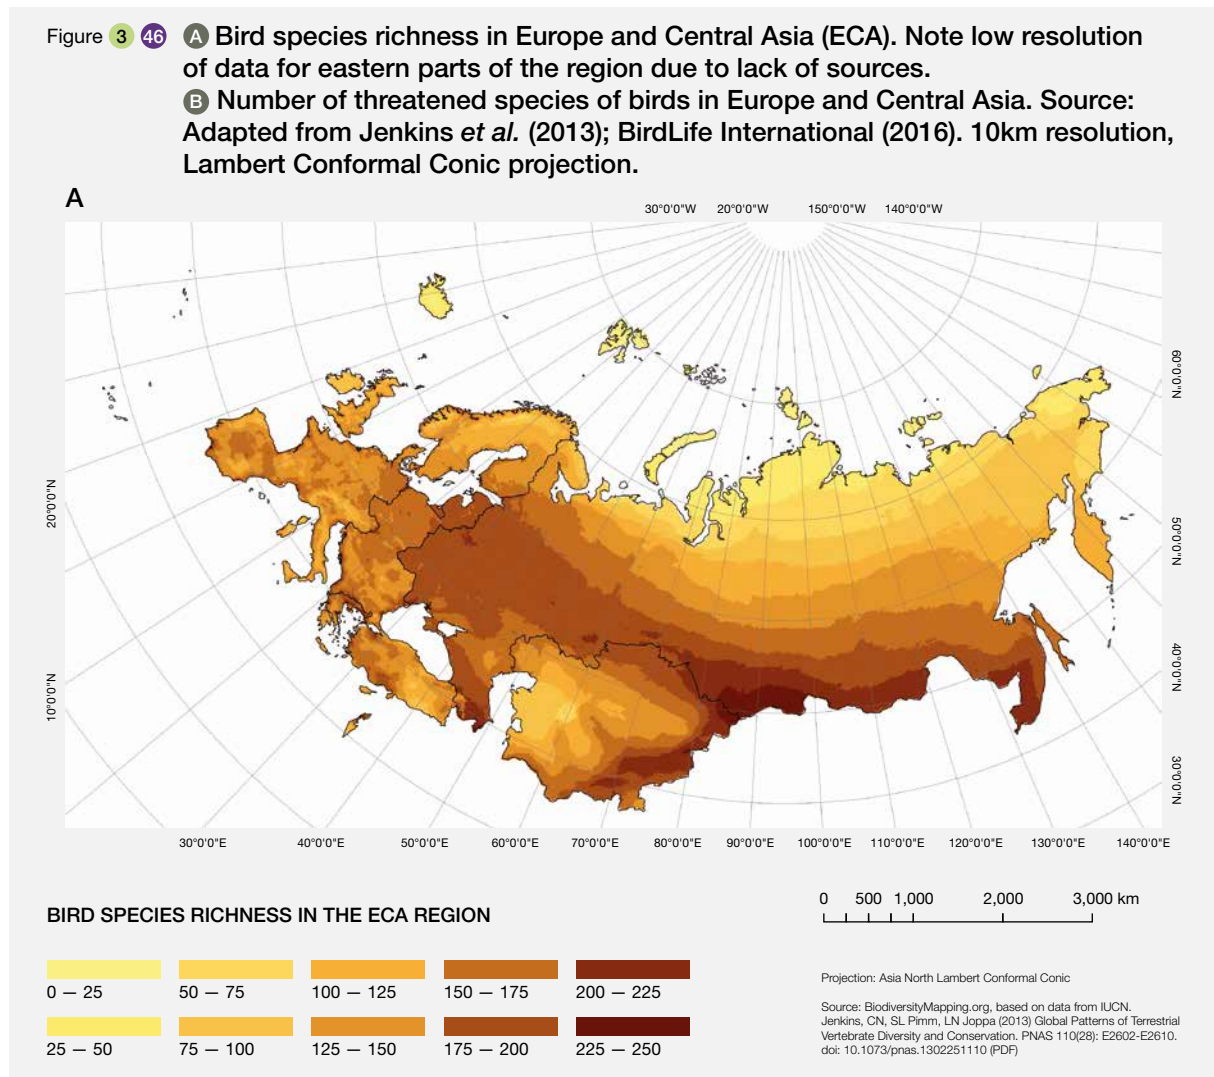 Figure 3 46 A Bird species richness in Europe and Central Asia (ECA). Note low resolution
of data for eastern parts of the region due to lack of sources.
B Number of threatened species of birds in Europe and Central Asia. Source:
Adapted from Jenkins et al. (2013); BirdLife International (2016). 10km resolution,
Lambert Conformal Conic projection.
A
30°0'0"W 20°0'0"W 150°0'0"W 140°0'0"W
60°0'0"N
20°0'0"N
50°0'0"N
40°0'0"N
10°0'0"N
30°0'0"N
30°0'0"E 40°0'0"E 50°0'0"E 60°0'0"E 70°0'0"E 80°0'0"E 90°0'0"E 100°0'0"E 110°0'0"E 120°0'0"E 130°0'0"E 140°0'0"E
BIRD SPECIES RICHNESS IN THE ECA REGION
0 500 1,000 2,000 3,000 km
0 — 25 50 — 75 100 — 125 150 — 175 200 — 225
25 — 50 75 — 100 125 — 150 175 — 200 225 — 250
Projection: Asia North Lambert Conformal Conic
Source: BiodiversityMapping.org, based on data from IUCN.
Jenkins, CN, SL Pimm, LN Joppa (2013) Global Patterns of Terrestrial
Vertebrate Diversity and Conservation. PNAS 110(28): E2602-E2610.
doi: 10.1073/pnas.1302251110 (PDF)